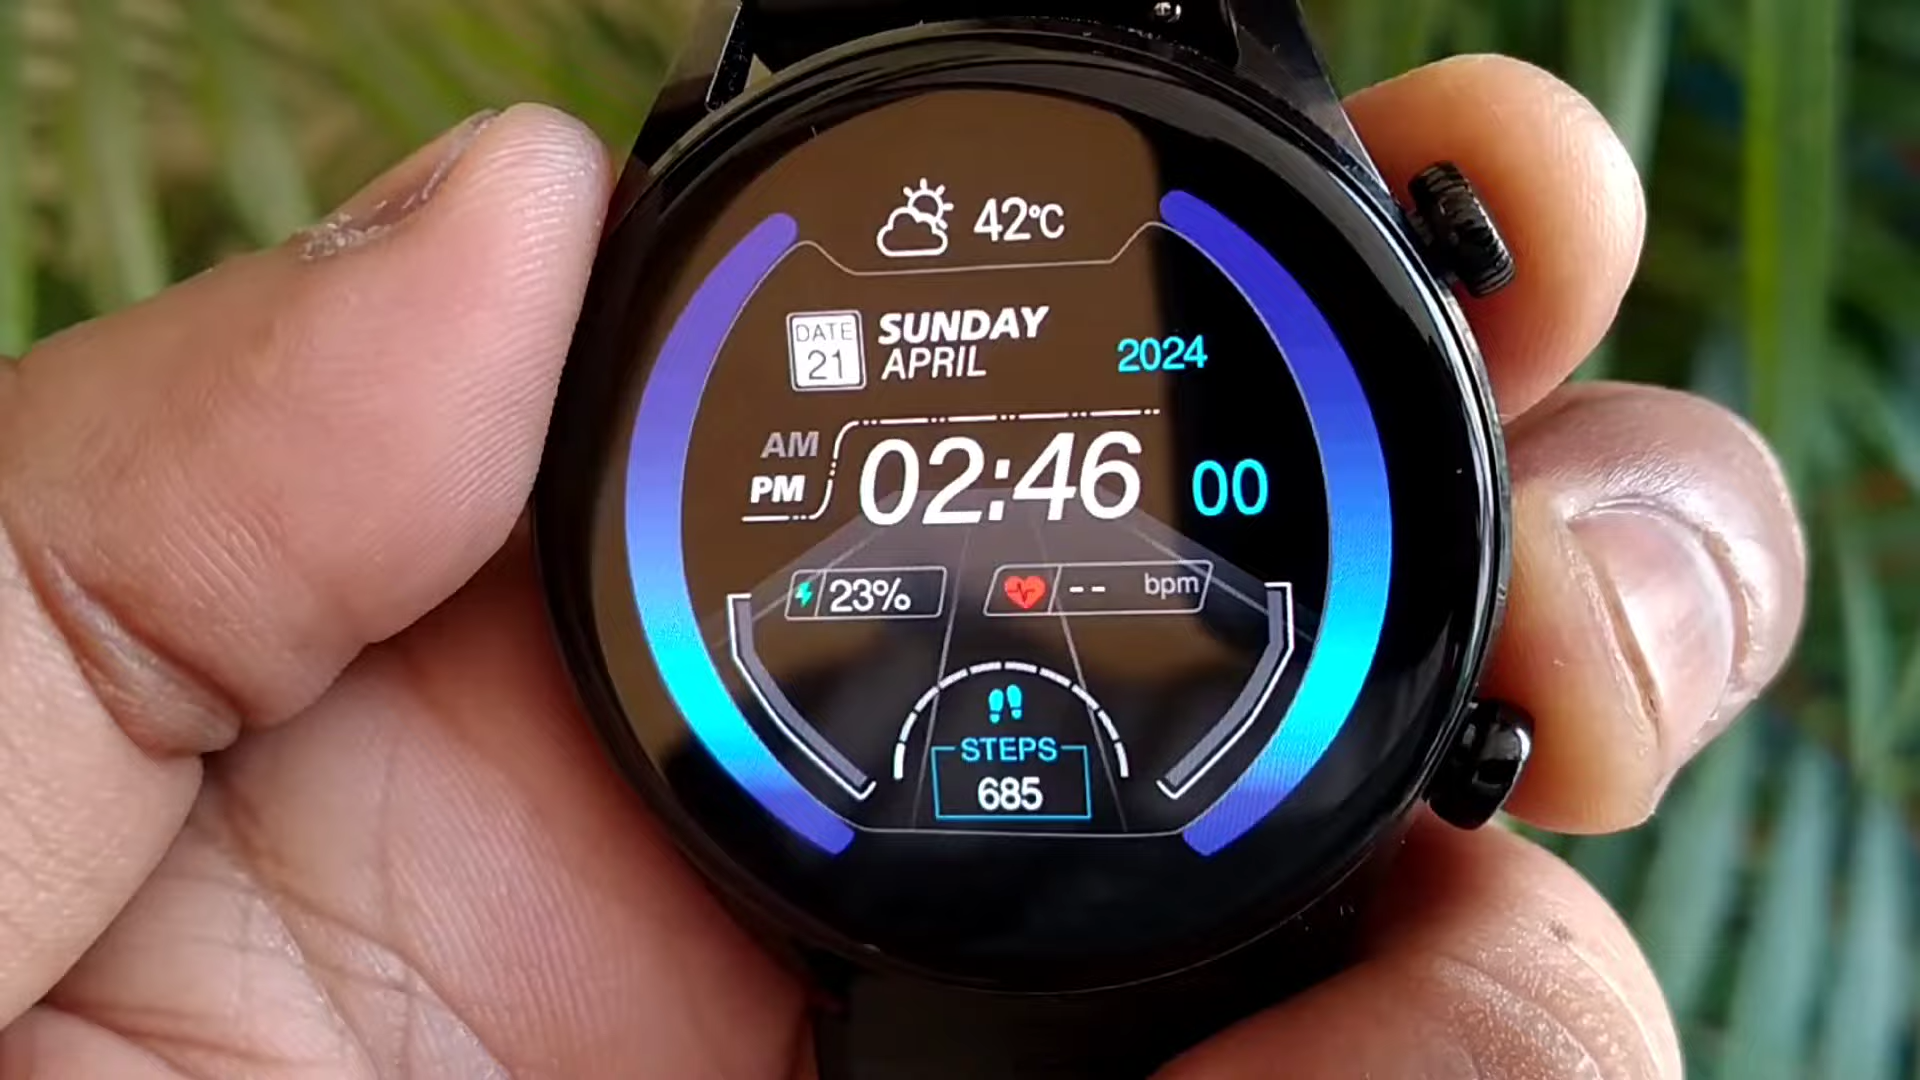 42°C
DATE
21
SUNDAY
APRIL
2024
AM
PM
02:46
00
23%
-- bpm
STEPS
685